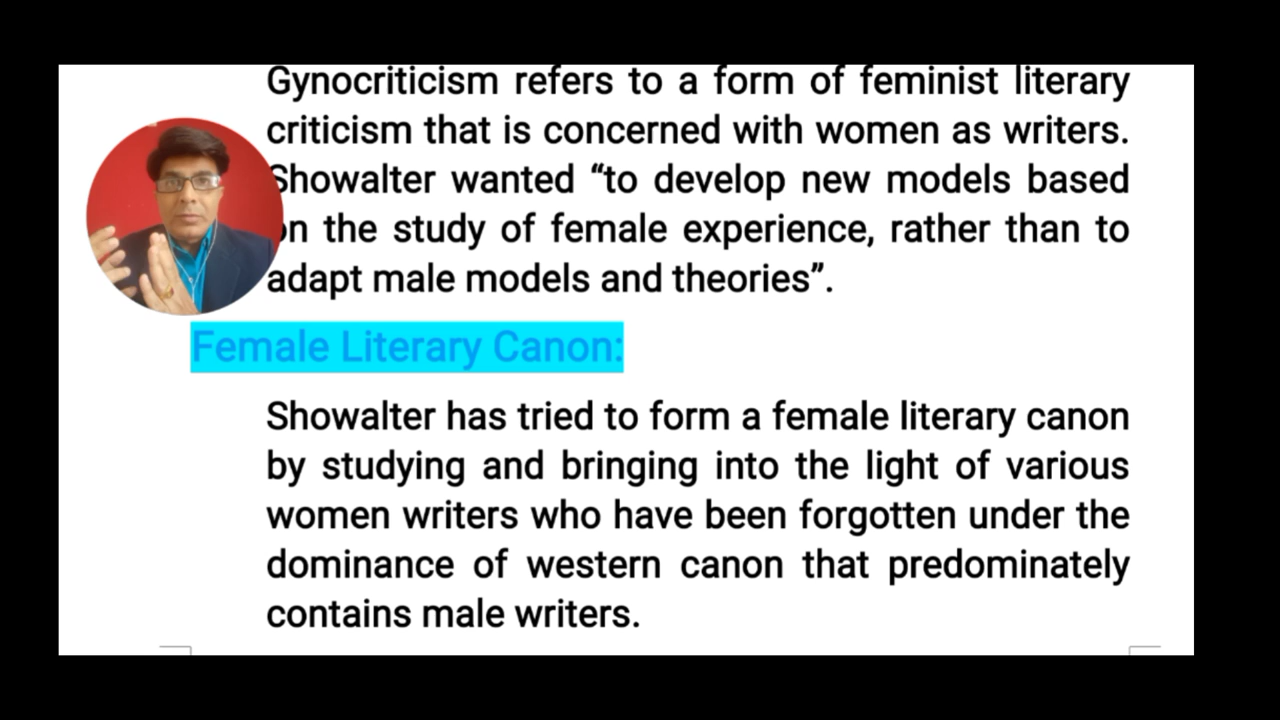 Gynocriticism refers to a form of feminist literary
criticism that is concerned with women as writers.
Showalter wanted “to develop new models based
on the study of female experience, rather than to
adapt male models and theories”.
Female Literary Canon:
Showalter has tried to form a female literary canon
by studying and bringing into the light of various
women writers who have been forgotten under the
dominance of western canon that predominately
contains male writers.